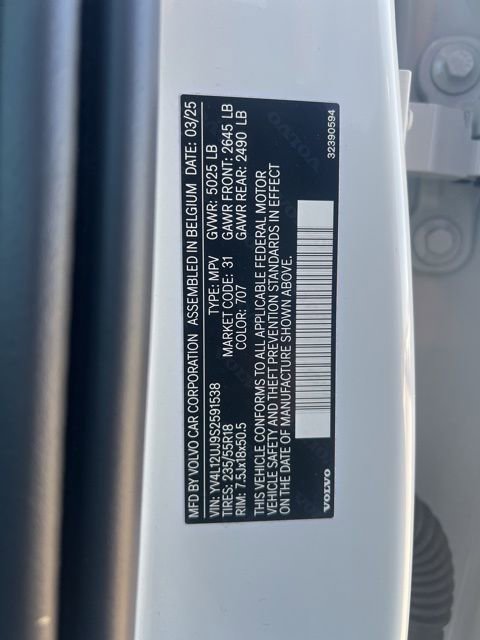 MFD BY VOLVO CAR CORPORATION ASSEMBLED IN BELGIUM DATE: 03/25
VIN: YV4L12UJ9S2591538 TYPE: MPV GVWR: 5025 LB
TIRES: 235/55R18 MARKET CODE: 31 GAWR FRONT: 2645 LB
RIM: 7.5Jx18x50.5 COLOR: 707 GAWR REAR: 2490 LB
THIS VEHICLE CONFORMS TO ALL APPLICABLE FEDERAL MOTOR
VEHICLE SAFETY AND THEFT PREVENTION STANDARDS IN EFFECT
ON THE DATE OF MANUFACTURE SHOWN ABOVE.
VOLVO 32390594